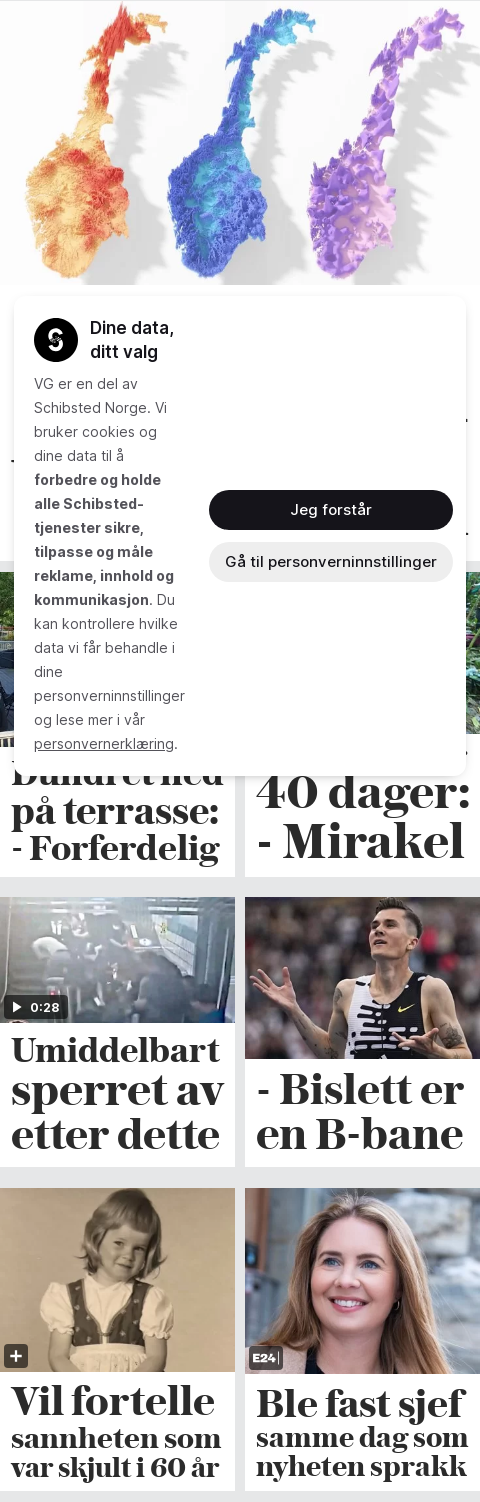 Dine data,
ditt valg
VG er en del av
Schibsted Norge. Vi
bruker cookies og
dine data til å
forbedre og holde
alle Schibsted-
tjenester sikre,
tilpasse og måle
reklame, innhold og
kommunikasjon. Du
kan kontrollere hvilke
data vi får behandle i
dine
personverninnstillinger
og lese mer i vår
personvernerklæring.
Jeg forstår
Gå til personverninnstillinger
på terrasse:
- Forferdelig
40 dager:
- Mirakel
0:28
Umiddelbart
sperret av
etter dette
- Bislett er
en B-bane
Vil fortelle
sannheten som
var skjult i 60 år
E24
Ble fast sjef
samme dag som
nyheten sprakk